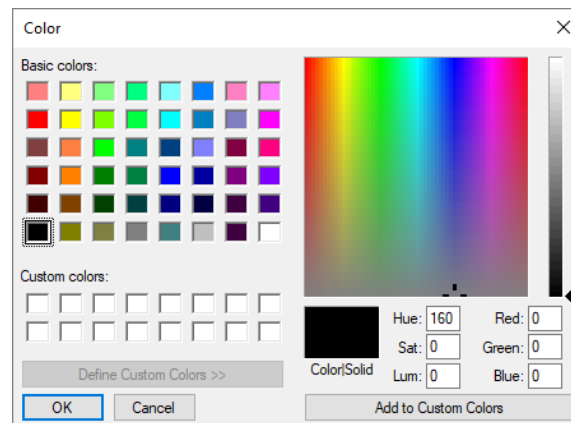 Color
Basic colors:
Custom colors:
Define Custom Colors >>
OK
Cancel
Color|Solid
Hue: 160
Sat: 0
Lum: 0
Red: 0
Green: 0
Blue: 0
Add to Custom Colors